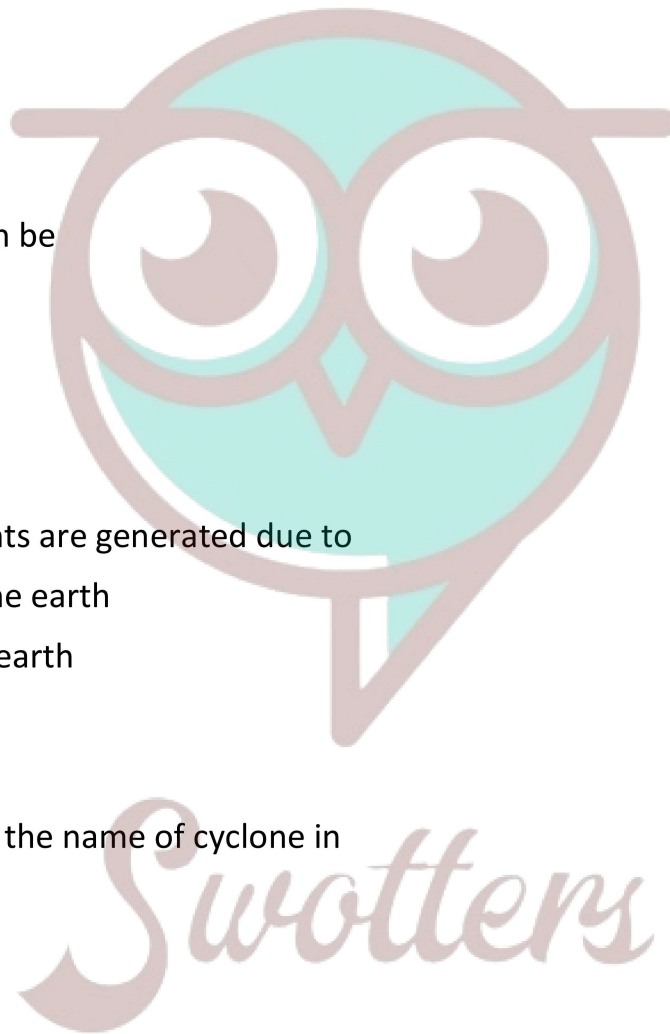 n be
nts are generated due to
he earth
earth
the name of cyclone in
Swotters